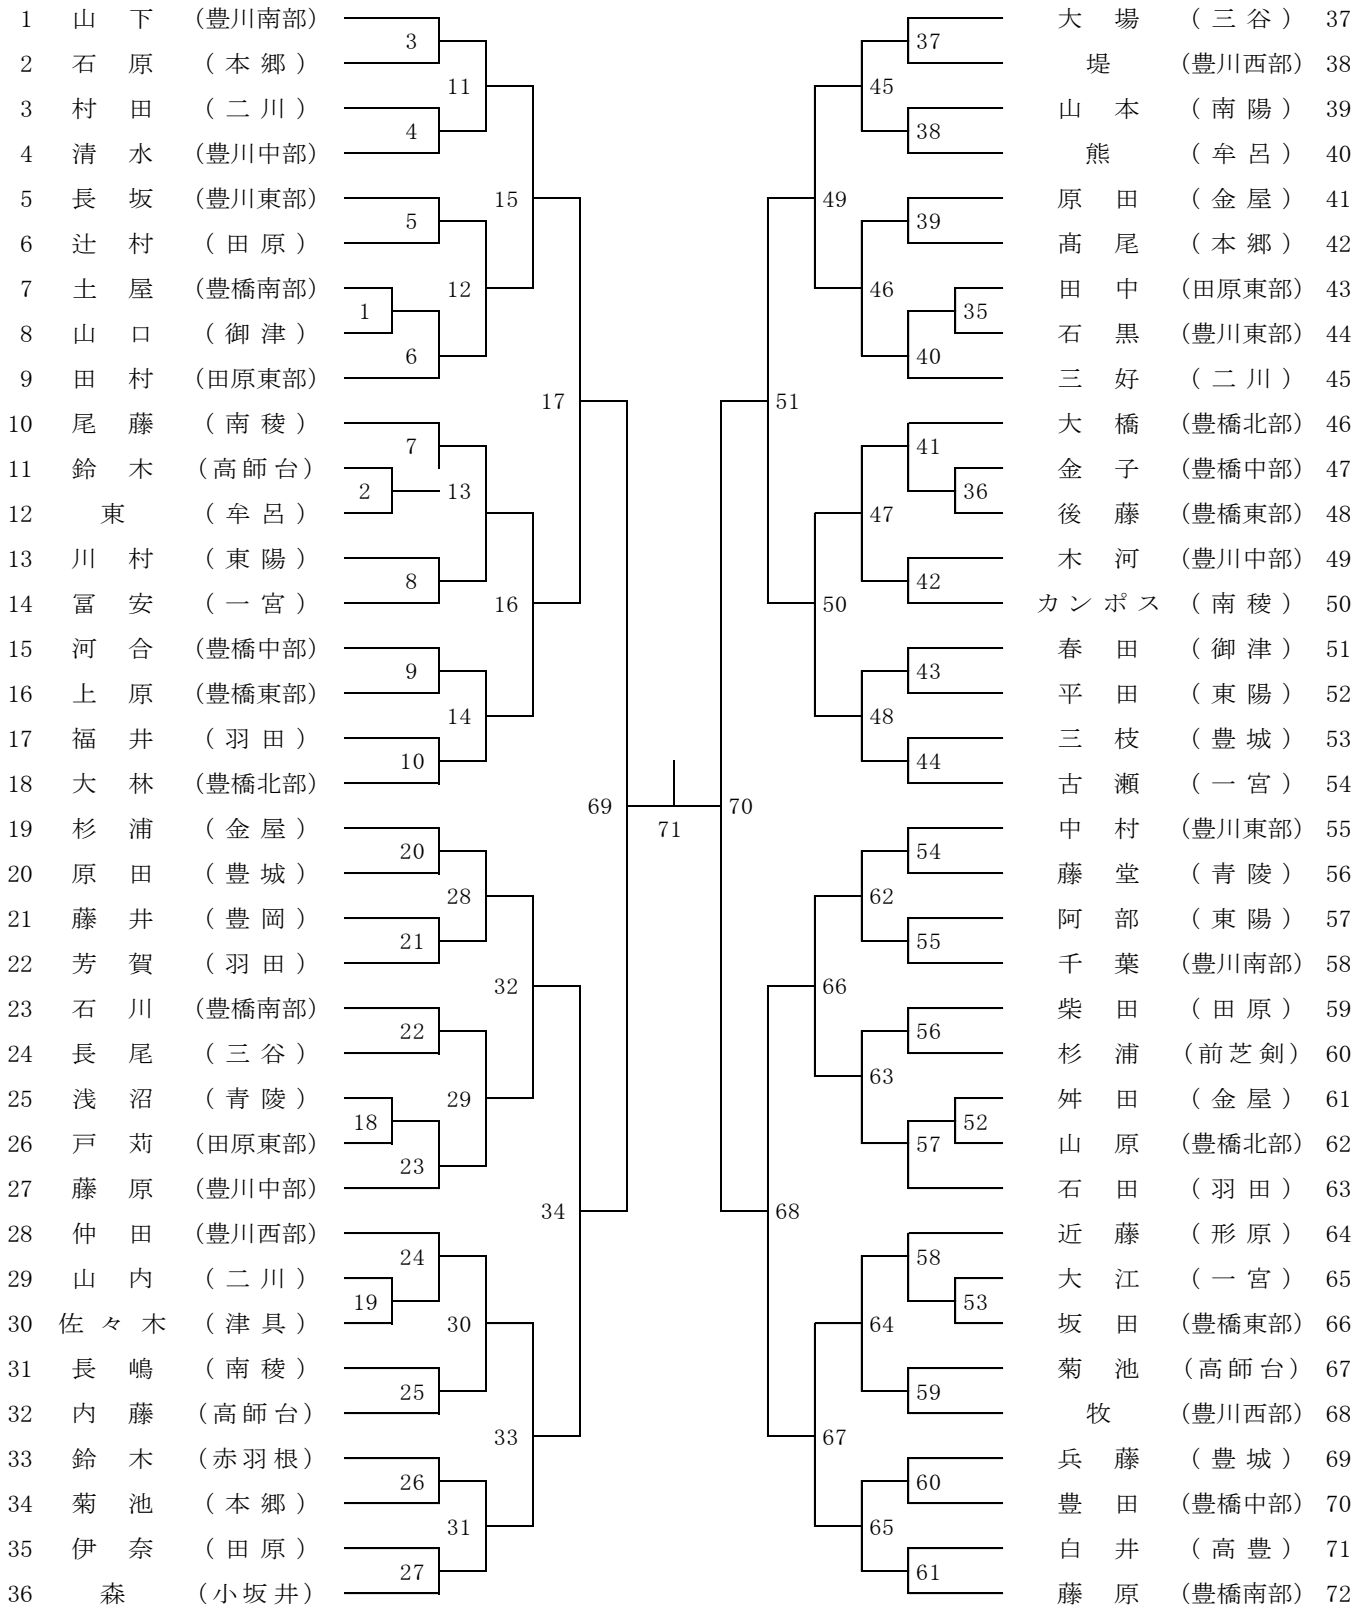 1 山下 (豊川南部)
2 石原 (本郷)
3 村田 (二川)
4 清水 (豊川中部)
5 長坂 (豊川東部)
6 辻村 (田原)
7 土屋 (豊橋南部)
8 山口 (御津)
9 田村 (田原東部)
10 尾藤 (南稜)
11 鈴木 (高師台)
12 東 (牟呂)
13 川村 (東陽)
14 冨安 (一宮)
15 河合 (豊橋中部)
16 上原 (豊橋東部)
17 福井 (羽田)
18 大林 (豊橋北部)
19 杉浦 (金屋)
20 原田 (豊城)
21 藤井 (豊岡)
22 芳賀 (羽田)
23 石川 (豊橋南部)
24 長尾 (三谷)
25 浅沼 (青陵)
26 戸苅 (田原東部)
27 藤原 (豊川中部)
28 仲田 (豊川西部)
29 山内 (二川)
30 佐々木 (津具)
31 長嶋 (南稜)
32 内藤 (高師台)
33 鈴木 (赤羽根)
34 菊池 (本郷)
35 伊奈 (田原)
36 森 (小坂井)
3
11
4
15
5
12
1
6
17
7
2
13
8
16
9
14
10
69
20
28
21
32
22
29
18
23
34
24
19
30
25
33
26
31
27
71
70
37
45
38
49
39
46
35
40
51
41
36
47
42
50
43
48
44
54
62
55
66
56
63
52
57
68
58
53
64
59
67
60
65
61
大場 (三谷) 37
堤 (豊川西部) 38
山本 (南陽) 39
熊 (牟呂) 40
原田 (金屋) 41
髙尾 (本郷) 42
田中 (田原東部) 43
石黒 (豊川東部) 44
三好 (二川) 45
大橋 (豊橋北部) 46
金子 (豊橋中部) 47
後藤 (豊橋東部) 48
木河 (豊川中部) 49
カンポス (南稜) 50
春田 (御津) 51
平田 (東陽) 52
三枝 (豊城) 53
古瀬 (一宮) 54
中村 (豊川東部) 55
藤堂 (青陵) 56
阿部 (東陽) 57
千葉 (豊川南部) 58
柴田 (田原) 59
杉浦 (前芝剣) 60
舛田 (金屋) 61
山原 (豊橋北部) 62
石田 (羽田) 63
近藤 (形原) 64
大江 (一宮) 65
坂田 (豊橋東部) 66
菊池 (高師台) 67
牧 (豊川西部) 68
兵藤 (豊城) 69
豊田 (豊橋中部) 70
白井 (高豊) 71
藤原 (豊橋南部) 72